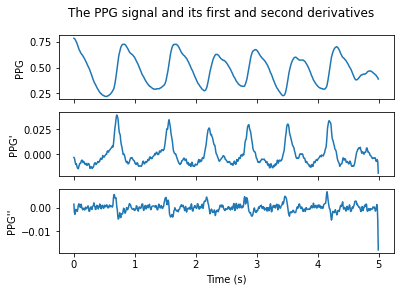 The PPG signal and its first and second derivatives
0.75
0.50
0.25
PPG
0.025
0.000
PPG'
0.00
−0.01
PPG''
0 1 2 3 4 5
Time (s)